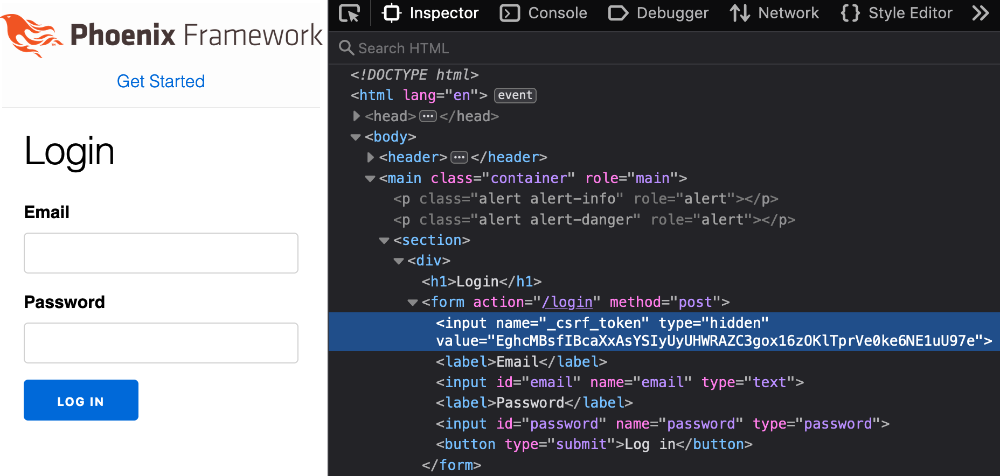 Phoenix Framework
™
Get Started
Login
Email
Password
LOG IN
Inspector Console Debugger Network Style Editor
Search HTML
<!DOCTYPE html>
<html lang="en"> event
<head> ••• </head>
<body>
<header> ••• </header>
<main class="container" role="main">
<p class="alert alert-info" role="alert"></p>
<p class="alert alert-danger" role="alert"></p>
<section>
<div>
<h1>Login</h1>
<form action="/login" method="post">
<input name="_csrf_token" type="hidden"
value="EghcMBsfIBcaXxAsYSIyUyUHWRAZC3gox16zOKlTprVe0ke6NE1uU97e">
<label>Email</label>
<input id="email" name="email" type="text">
<label>Password</label>
<input id="password" name="password" type="password">
<button type="submit">Log in</button>
</form>